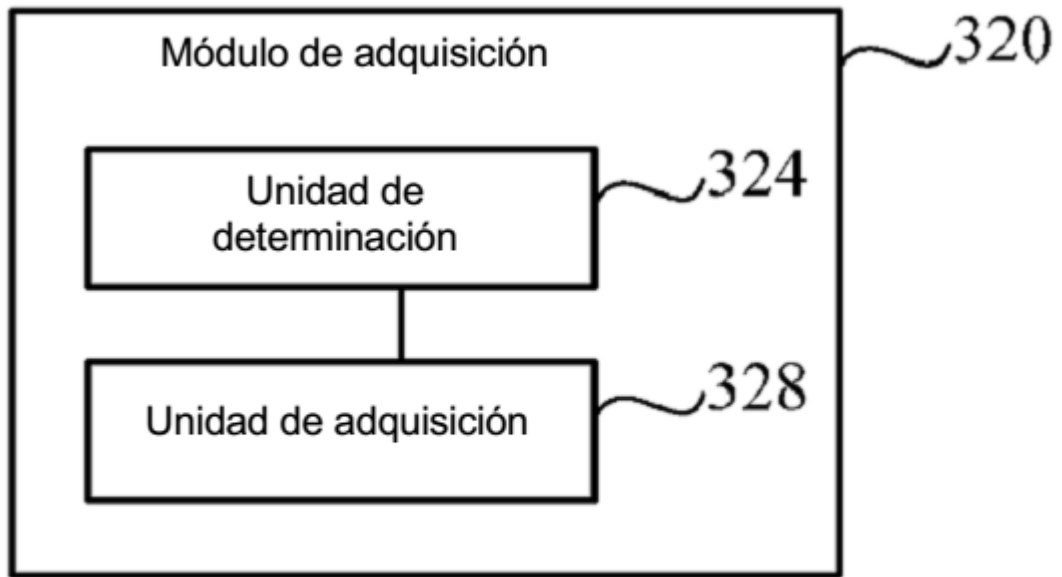 Módulo de adquisición
320
Unidad de
determinación
324
Unidad de adquisición
328